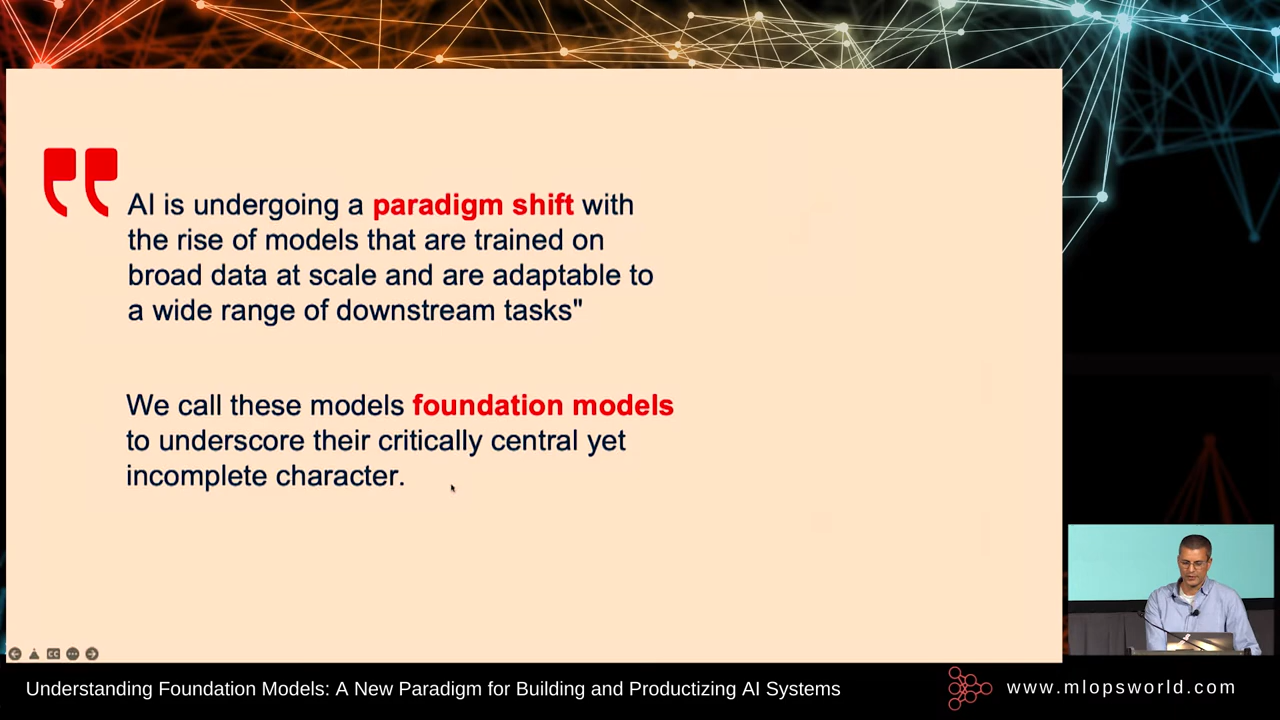 AI is undergoing a paradigm shift with
the rise of models that are trained on
broad data at scale and are adaptable to
a wide range of downstream tasks"
We call these models foundation models
to underscore their critically central yet
incomplete character.
CC
Understanding Foundation Models: A New Paradigm for Building and Productizing AI Systems
www.mlopsworld.com